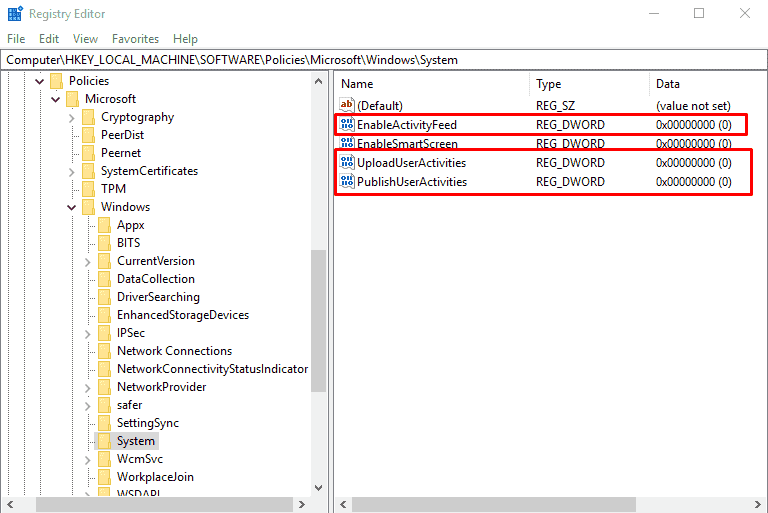 Registry Editor
File Edit View Favorites Help
Computer\HKEY_LOCAL_MACHINE\SOFTWARE\Policies\Microsoft\Windows\System
Policies
Microsoft
Cryptography
PeerDist
Peernet
SystemCertificates
TPM
Windows
Appx
BITS
CurrentVersion
DataCollection
DriverSearching
EnhancedStorageDevices
IPSec
Network Connections
NetworkConnectivityStatusIndicator
NetworkProvider
safer
SettingSync
System
WcmSvc
WorkplaceJoin
WSDAPI
Name Type Data
(Default) REG_SZ (value not set)
EnableActivityFeed REG_DWORD 0x00000000 (0)
EnableSmartScreen REG_DWORD 0x00000000 (0)
UploadUserActivities REG_DWORD 0x00000000 (0)
PublishUserActivities REG_DWORD 0x00000000 (0)